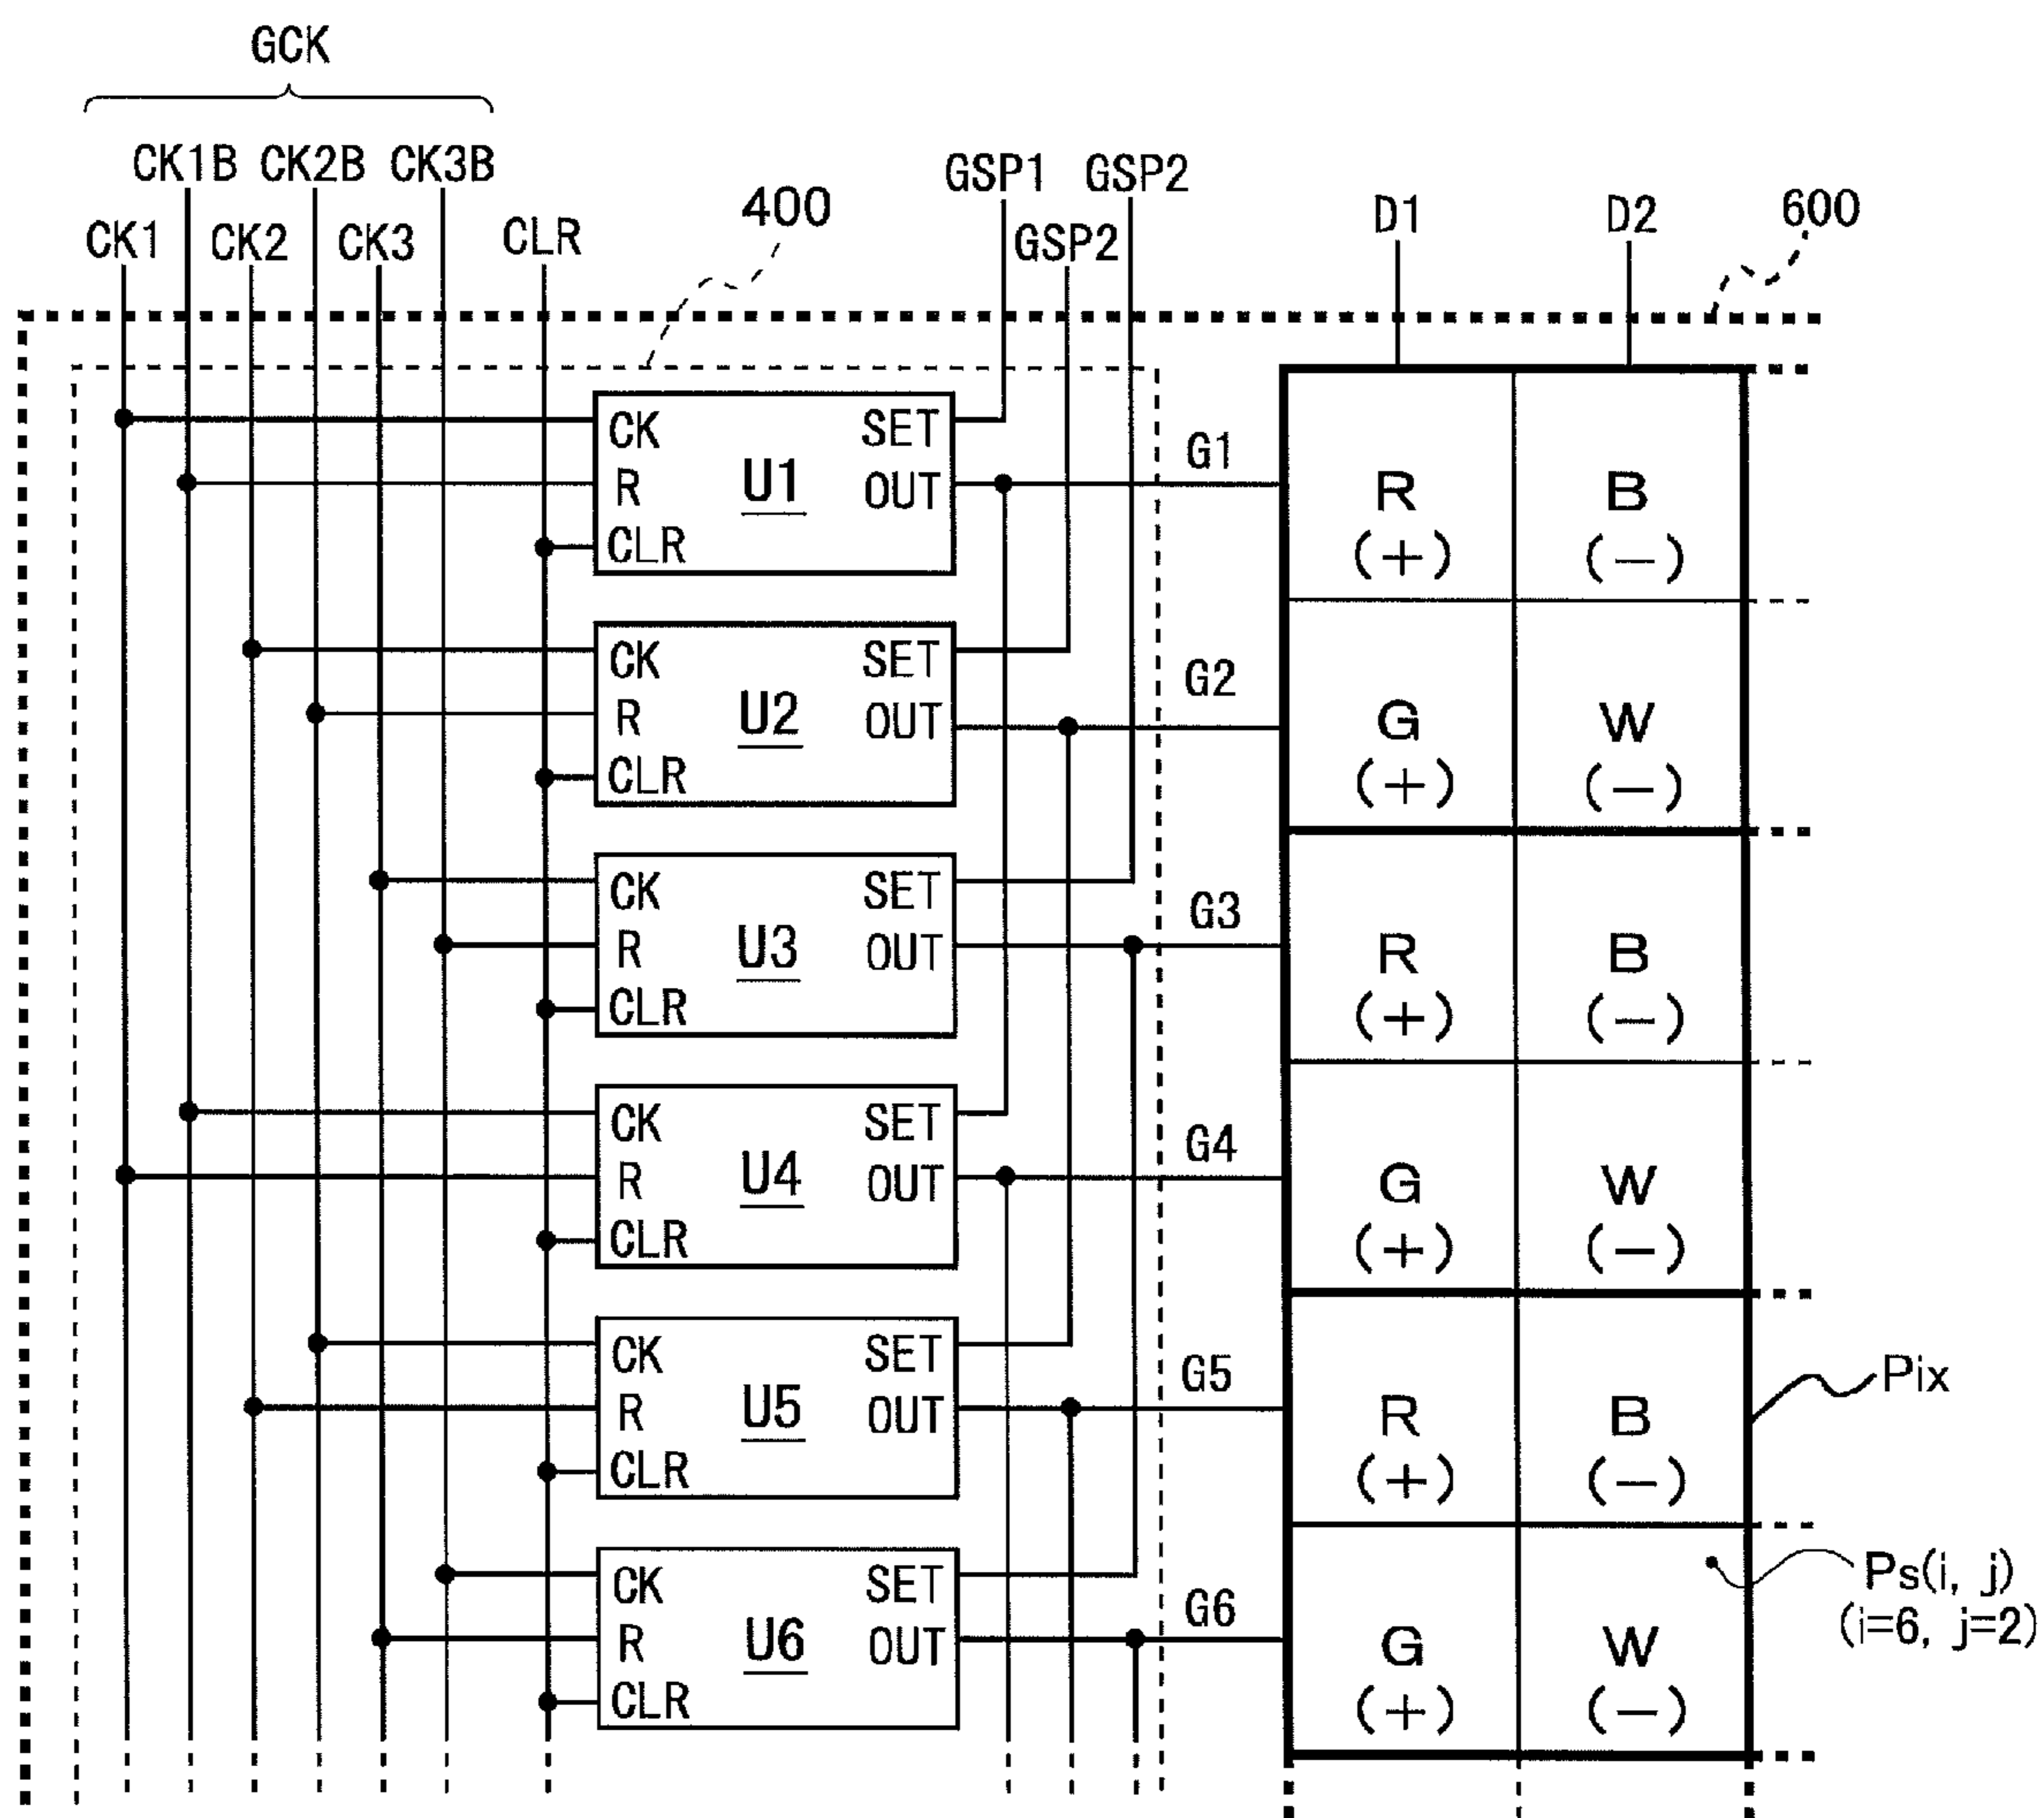 GCK
CK1B CK2B CK3B
CK1 CK2 CK3 CLR
400
GSP1 GSP2
GSP2
D1 D2
600
CK SET
R U1 OUT
CLR
G1
R B
(+) (−)
CK SET
R U2 OUT
CLR
G2
G W
(+) (−)
CK SET
R U3 OUT
CLR
G3
R B
(+) (−)
CK SET
R U4 OUT
CLR
G4
G W
(+) (−)
CK SET
R U5 OUT
CLR
G5
R B
(+) (−)
Pix
CK SET
R U6 OUT
CLR
G6
G W
(+) (−)
Ps(i, j)
(i=6, j=2)